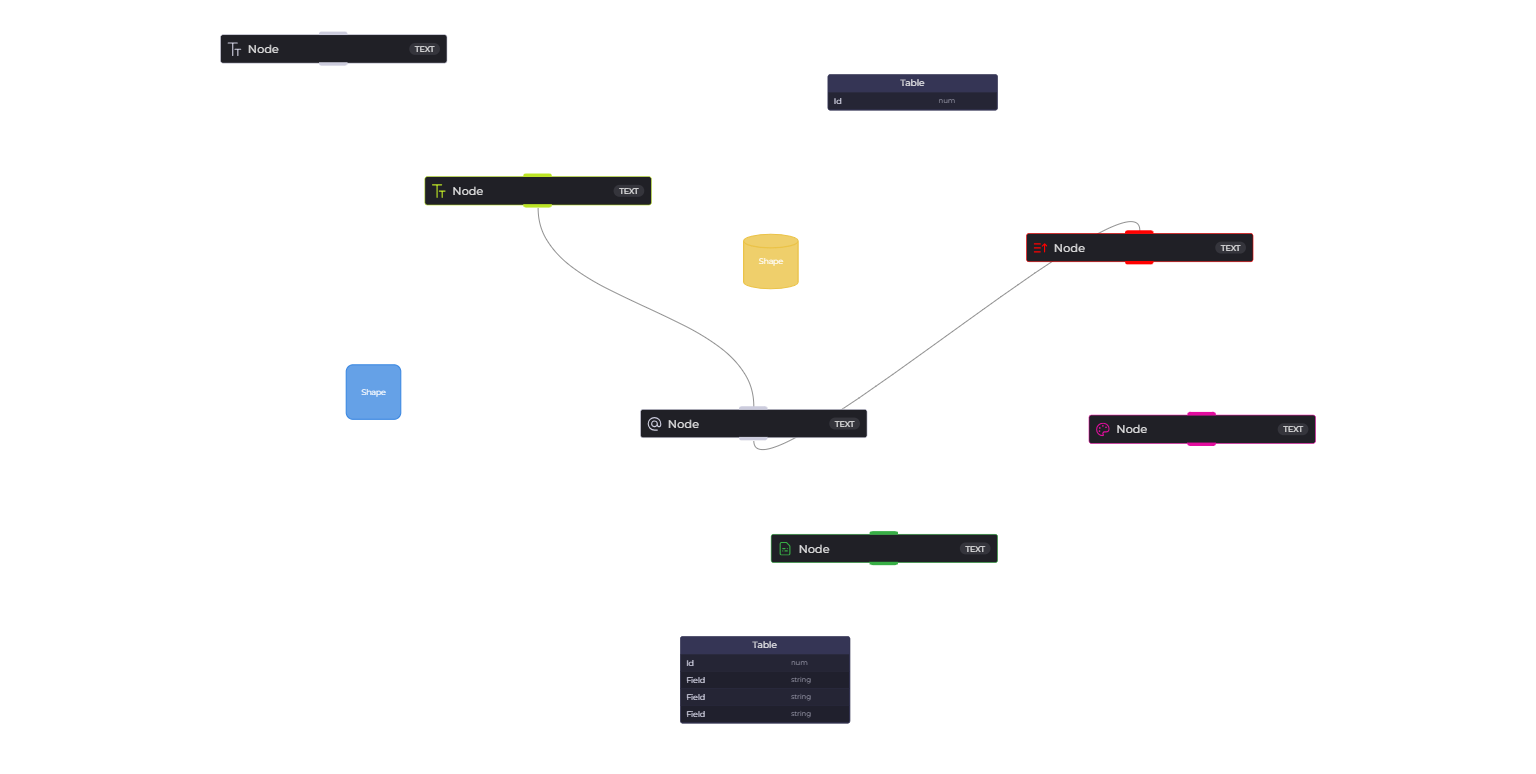 Node TEXT
Table
Id num
Node TEXT
Node TEXT
Shape
Shape
Node TEXT
Node TEXT
Node TEXT
Table
Id num
Field string
Field string
Field string